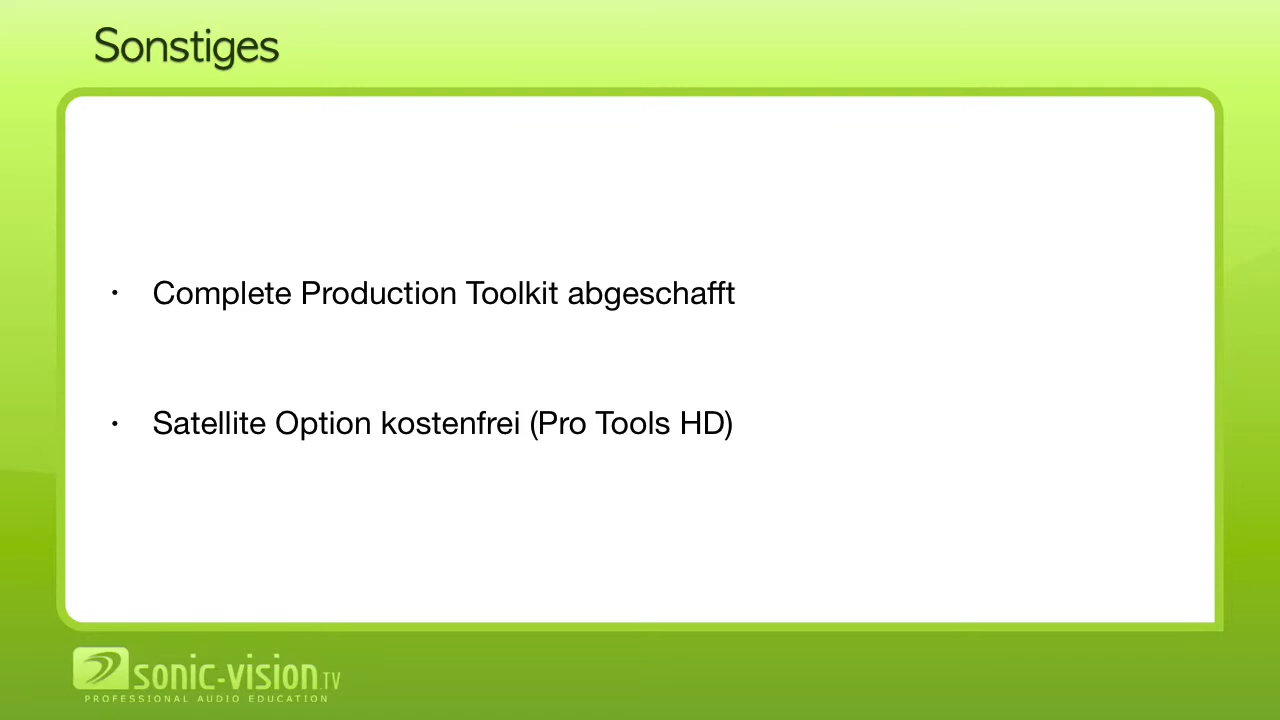 Sonstiges
• Complete Production Toolkit abgeschafft
• Satellite Option kostenfrei (Pro Tools HD)
sonic-vision.TV
PROFESSIONAL AUDIO EDUCATION